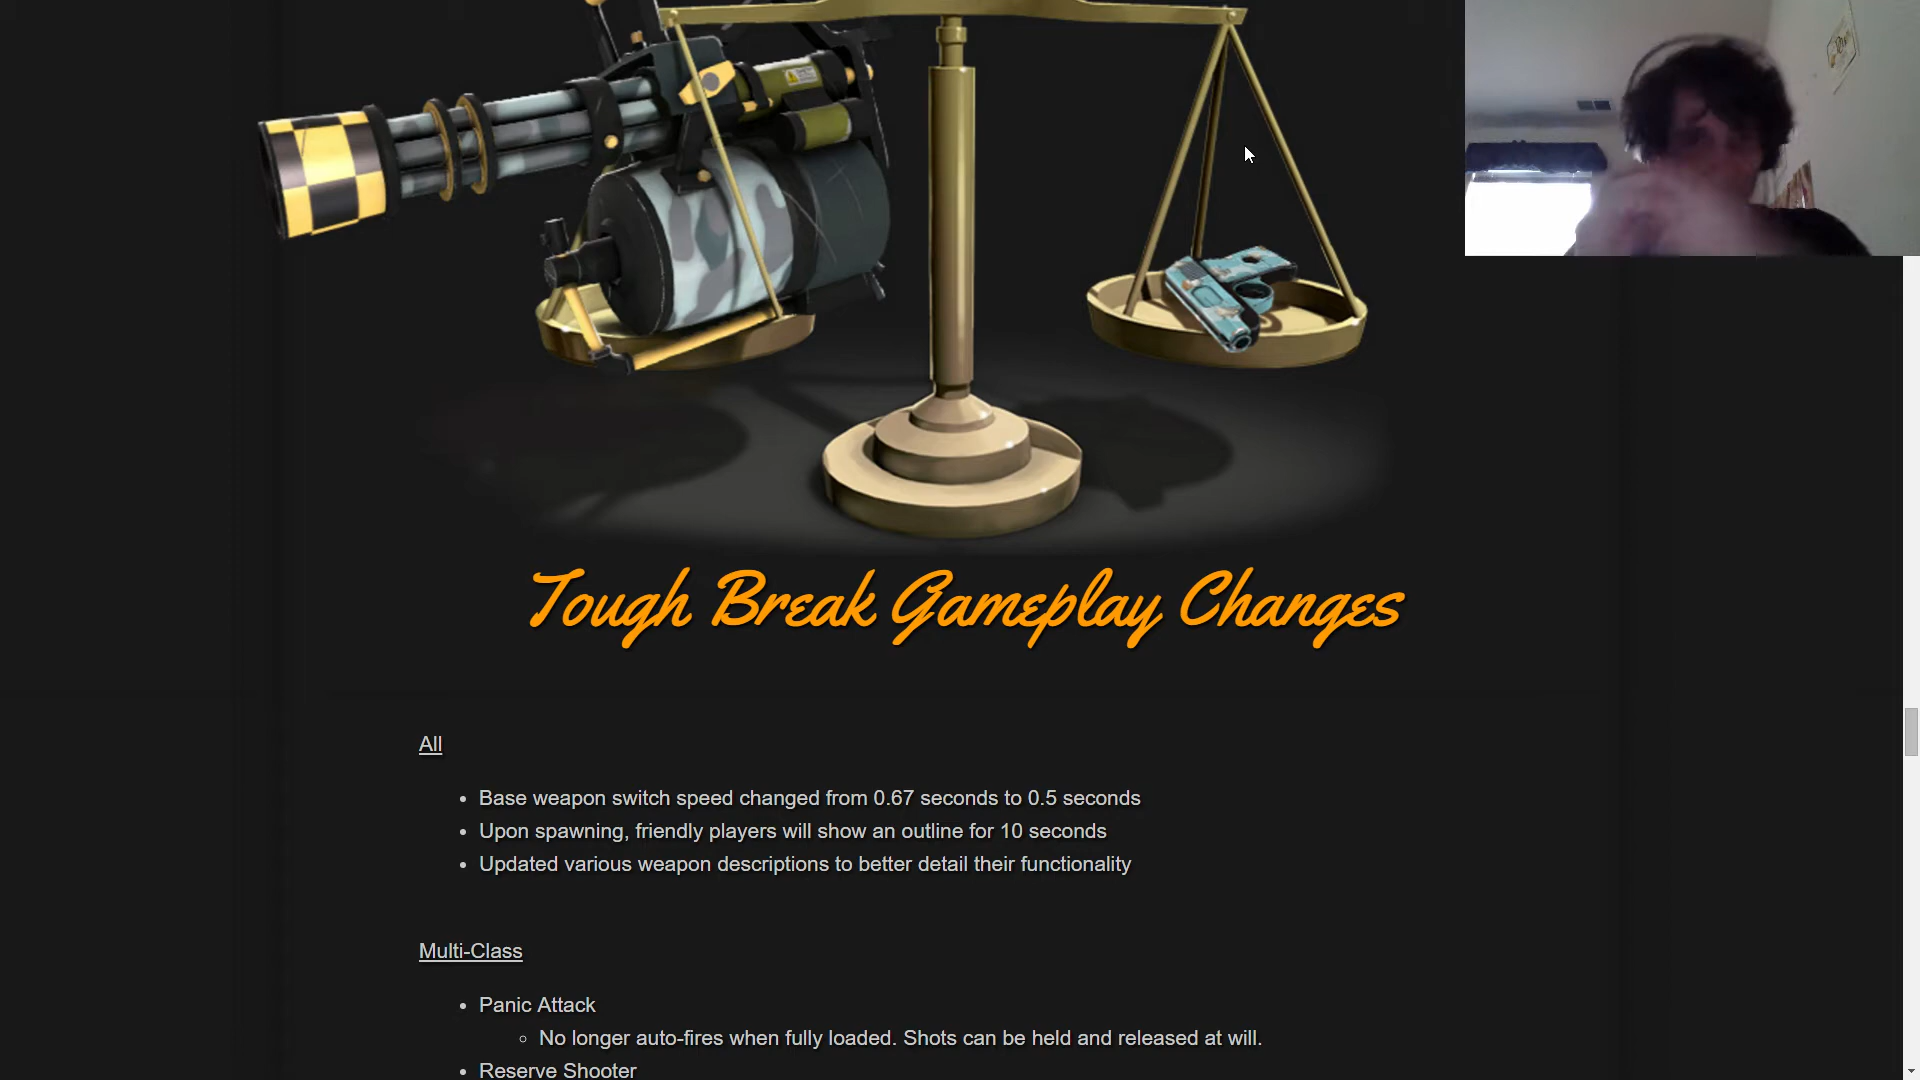 Tough Break Gameplay Changes
All
• Base weapon switch speed changed from 0.67 seconds to 0.5 seconds
• Upon spawning, friendly players will show an outline for 10 seconds
• Updated various weapon descriptions to better detail their functionality
Multi-Class
• Panic Attack
◦ No longer auto-fires when fully loaded. Shots can be held and released at will.
• Reserve Shooter